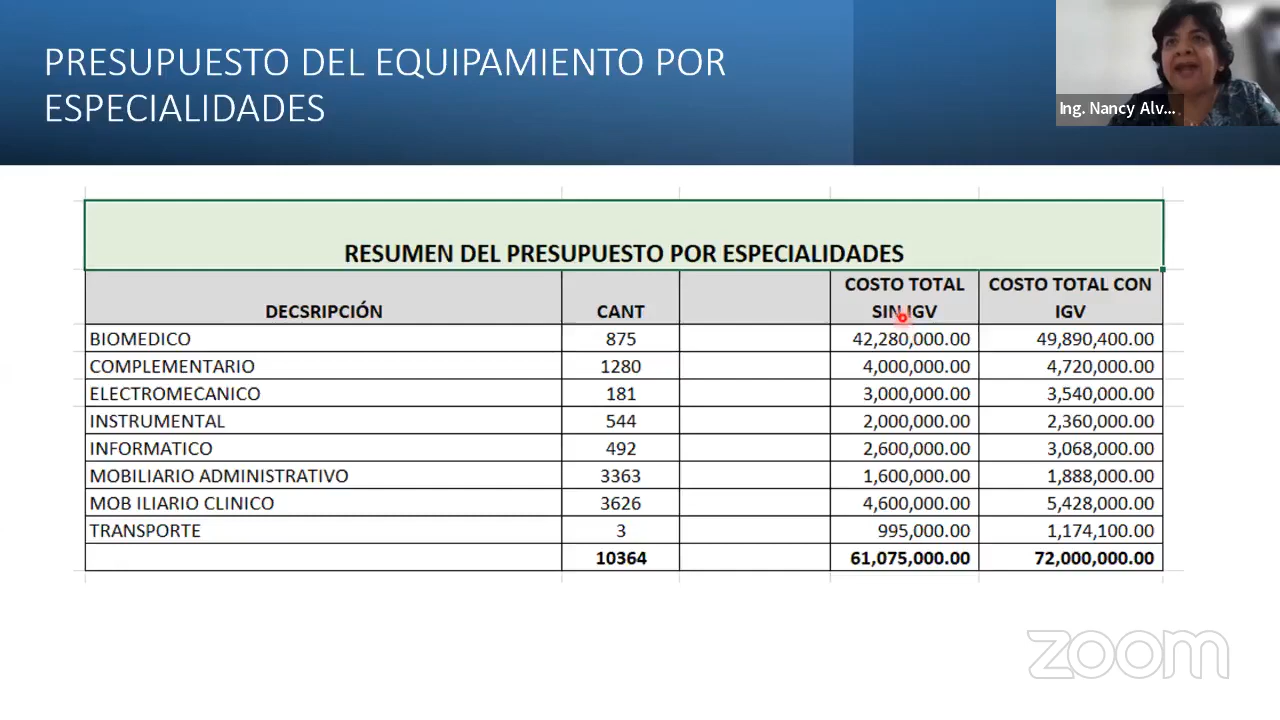 PRESUPUESTO DEL EQUIPAMIENTO POR
ESPECIALIDADES
Ing. Nancy Alv...
RESUMEN DEL PRESUPUESTO POR ESPECIALIDADES
DECSRIPCIÓN CANT COSTO TOTAL SIN IGV COSTO TOTAL CON IGV
BIOMEDICO 875 42,280,000.00 49,890,400.00
COMPLEMENTARIO 1280 4,000,000.00 4,720,000.00
ELECTROMECANICO 181 3,000,000.00 3,540,000.00
INSTRUMENTAL 544 2,000,000.00 2,360,000.00
INFORMATICO 492 2,600,000.00 3,068,000.00
MOBILIARIO ADMINISTRATIVO 3363 1,600,000.00 1,888,000.00
MOB ILIARIO CLINICO 3626 4,600,000.00 5,428,000.00
TRANSPORTE 3 995,000.00 1,174,100.00
10364 61,075,000.00 72,000,000.00
zoom